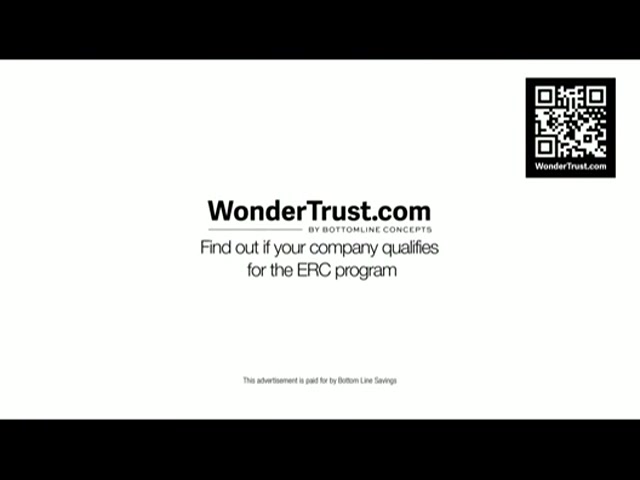 WonderTrust.com
WonderTrust.com
BY BOTTOMLINE CONCEPTS
Find out if your company qualifies
for the ERC program
This advertisement is paid for by Bottom Line Savings